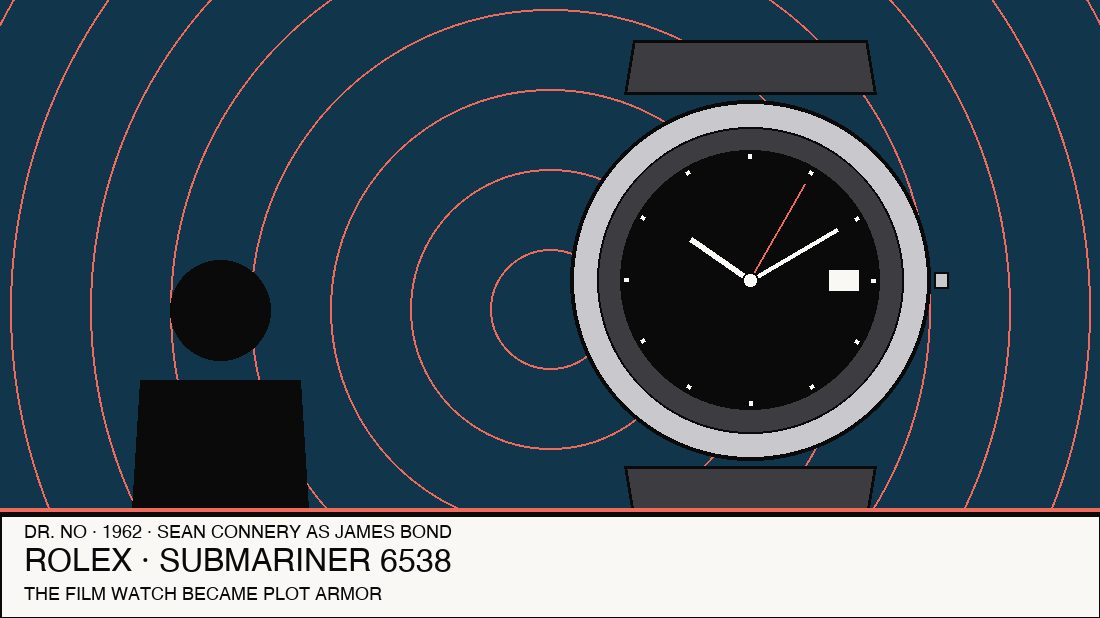 DR. NO · 1962 · SEAN CONNERY AS JAMES BOND
ROLEX · SUBMARINER 6538
THE FILM WATCH BECAME PLOT ARMOR